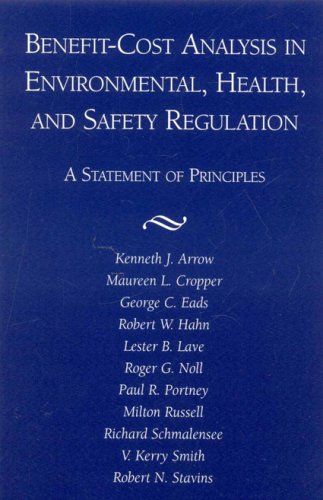 BENEFIT-COST ANALYSIS IN
ENVIRONMENTAL, HEALTH,
AND SAFETY REGULATION
A STATEMENT OF PRINCIPLES
Kenneth J. Arrow
Maureen L. Cropper
George C. Eads
Robert W. Hahn
Lester B. Lave
Roger G. Noll
Paul R. Portney
Milton Russell
Richard Schmalensee
V. Kerry Smith
Robert N. Stavins